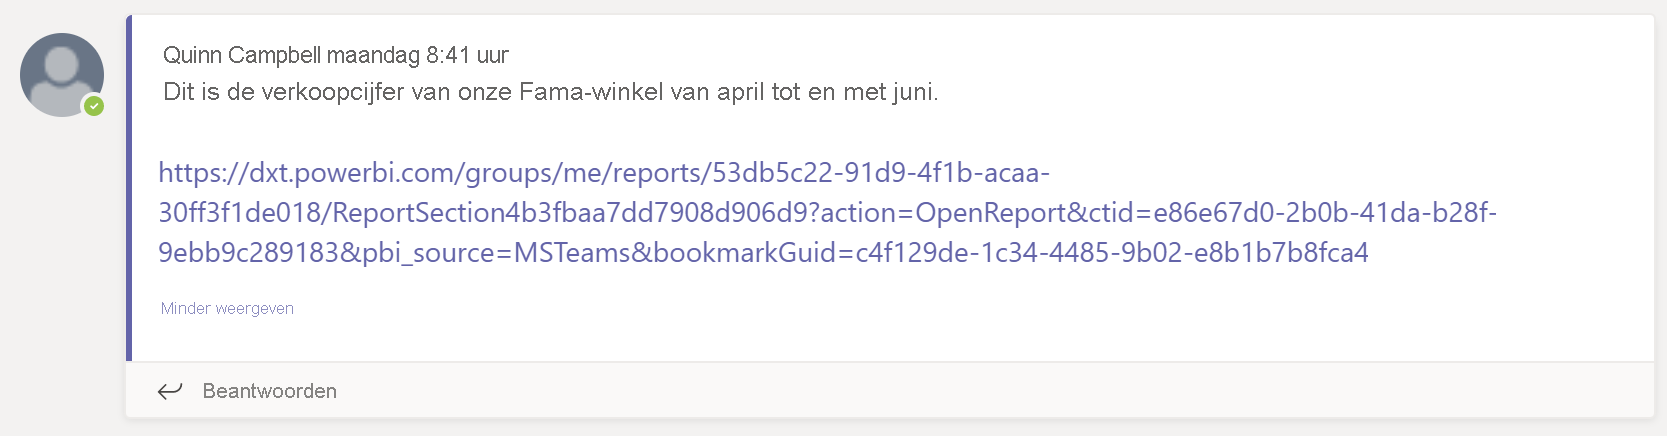 Quinn Campbell maandag 8:41 uur
Dit is de verkoopcijfer van onze Fama-winkel van april tot en met juni.
https://dxt.powerbi.com/groups/me/reports/53db5c22-91d9-4f1b-acaa-
30ff3f1de018/ReportSection4b3fbaa7dd7908d906d9?action=OpenReport&ctid=e86e67d0-2b0b-41da-b28f-
9ebb9c289183&pbi_source=MSTeams&bookmarkGuid=c4f129de-1c34-4485-9b02-e8b1b7b8fca4
Minder weergeven
Beantwoorden